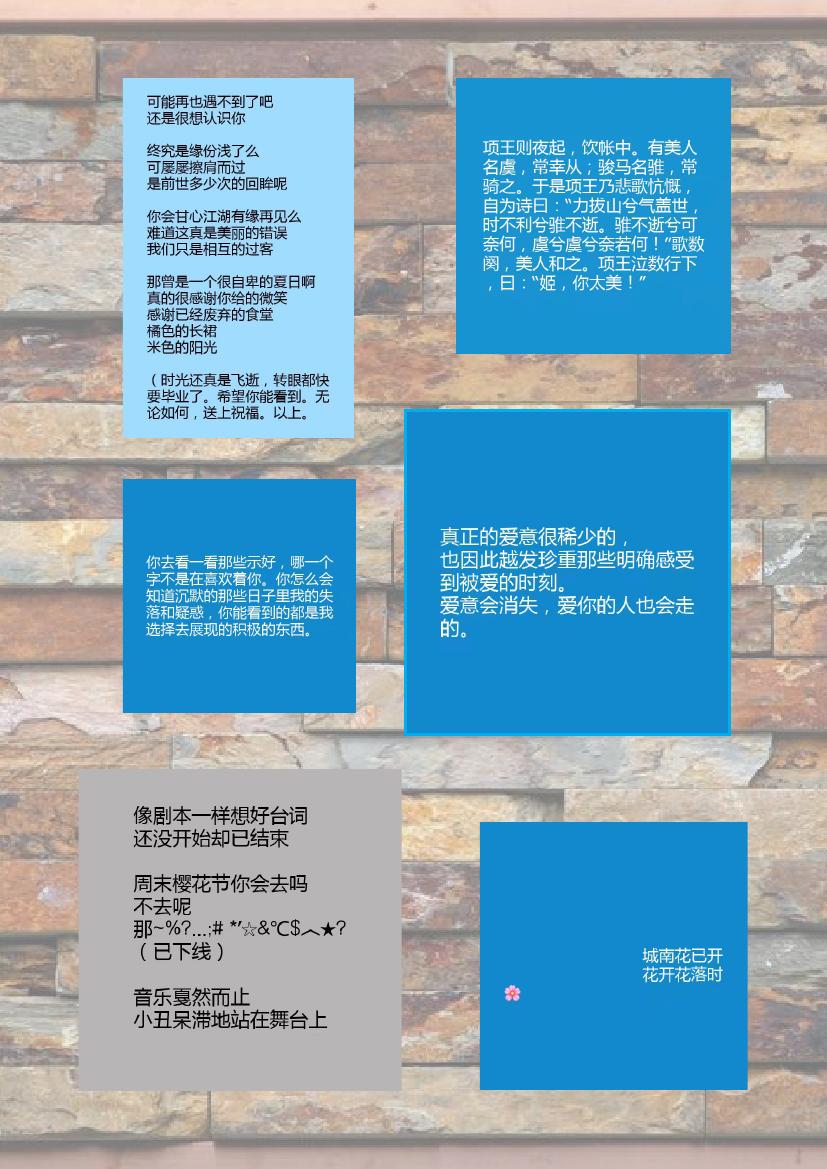 可能再也遇不到了吧
还是很想认识你
终究是缘份浅了么
可屡屡擦肩而过
是前世多少次的回眸呢
你会甘心江湖有缘再见么
难道这真是美丽的错误
我们只是相互的过客
那曾是一个很自卑的夏日啊
真的很感谢你给的微笑
感谢已经废弃的食堂
橘色的长裙
米色的阳光
（时光还真是飞逝，转眼都快
要毕业了。希望你能看到。无
论如何，送上祝福。以上。
项王则夜起，饮帐中。有美人
名虞，常幸从；骏马名骓，常
骑之。于是项王乃悲歌忼慨，
自为诗曰：“力拔山兮气盖世，
时不利兮骓不逝。骓不逝兮可
奈何，虞兮虞兮奈若何！”歌数
阕，美人和之。项王泣数行下
，曰：“姬，你太美！”
你去看一看那些示好，哪一个
字不是在喜欢着你。你怎么会
知道沉默的那些日子里我的失
落和疑惑，你能看到的都是我
选择去展现的积极的东西。
真正的爱意很稀少的，
也因此越发珍重那些明确感受
到被爱的时刻。
爱意会消失，爱你的人也会走
的。
像剧本一样想好台词
还没开始却已结束
周末樱花节你会去吗
不去呢
那~%?…;# *’☆&℃$︿★?
（已下线）
音乐戛然而止
小丑呆滞地站在舞台上
城南花已开
花开花落时
🌸